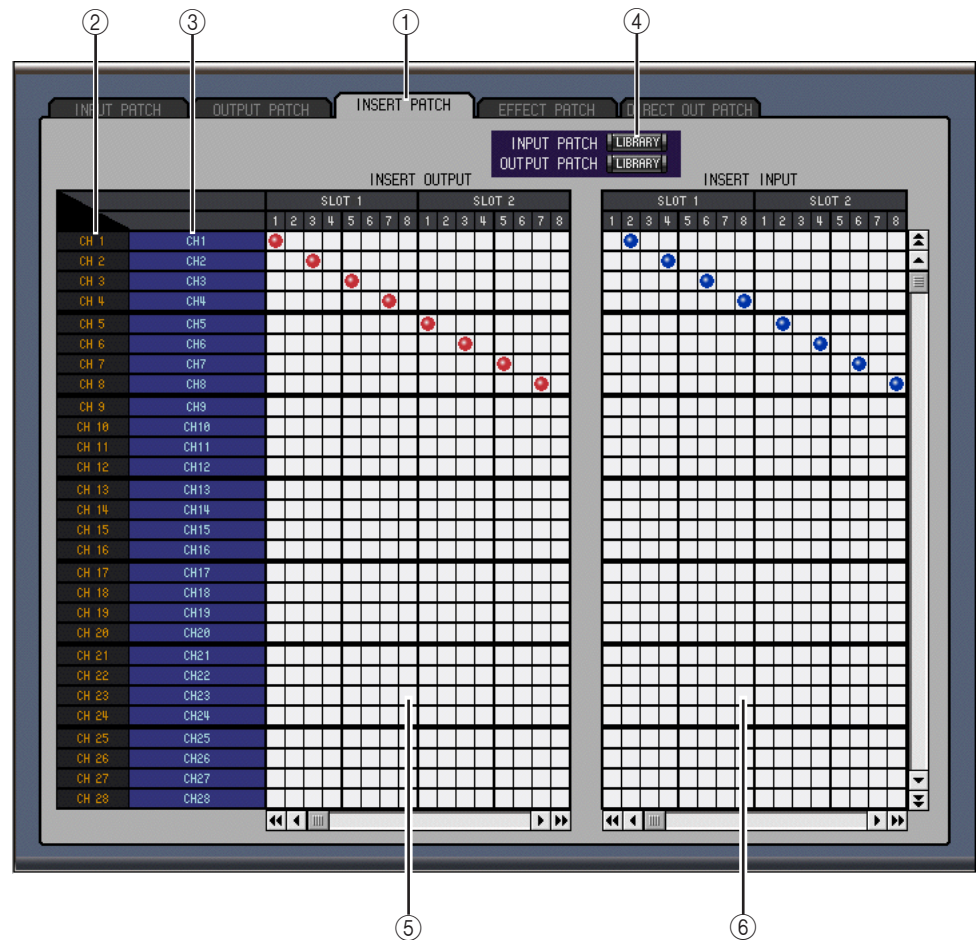 ② ③ ① ④
INPUT PATCH OUTPUT PATCH INSERT PATCH EFFECT PATCH DIRECT OUT PATCH
INPUT PATCH LIBRARY
OUTPUT PATCH LIBRARY
INSERT OUTPUT INSERT INPUT
SLOT 1 SLOT 2 SLOT 1 SLOT 2
1 2 3 4 5 6 7 8 1 2 3 4 5 6 7 8 1 2 3 4 5 6 7 8 1 2 3 4 5 6 7 8
CH 1 CH1
CH 2 CH2
CH 3 CH3
CH 4 CH4
CH 5 CH5
CH 6 CH6
CH 7 CH7
CH 8 CH8
CH 9 CH9
CH 10 CH10
CH 11 CH11
CH 12 CH12
CH 13 CH13
CH 14 CH14
CH 15 CH15
CH 16 CH16
CH 17 CH17
CH 18 CH18
CH 19 CH19
CH 20 CH20
CH 21 CH21
CH 22 CH22
CH 23 CH23
CH 24 CH24
CH 25 CH25
CH 26 CH26
CH 27 CH27
CH 28 CH28
⑤ ⑥